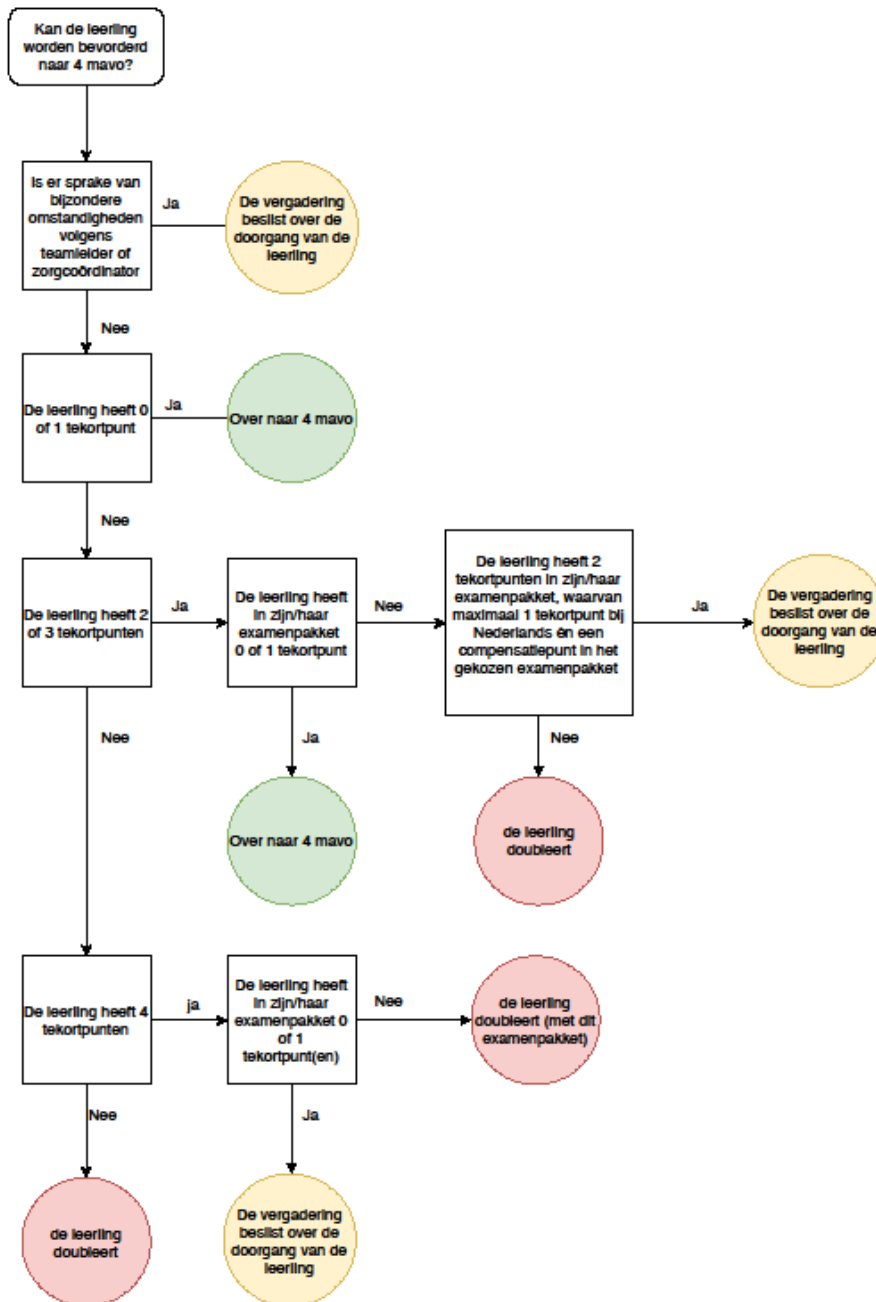 Kan de leerling
worden bevorderd
naar 4 mavo?
Is er sprake van
bijzondere
omstandigheden
volgens
teamleider of
zorgcoördinator
Ja
De vergadering
beslist over de
doorgang van de
leerling
Nee
De leerling heeft 0
of 1 tekortpunt
Ja
Over naar 4 mavo
Nee
De leerling heeft 2
of 3 tekortpunten
Ja
De leerling heeft
in zijn/haar
examenpakket
0 of 1 tekortpunt
Nee
De leerling heeft 2
tekortpunten in zijn/haar
examenpakket, waarvan
maximaal 1 tekortpunt bij
Nederlands én een
compensatiepunt in het
gekozen examenpakket
Ja
De vergadering
beslist over de
doorgang van de
leerling
Nee
Ja
Nee
Over naar 4 mavo
de leerling
doubleert
De leerling heeft 4
tekortpunten
ja
De leerling heeft
in zijn/haar
examenpakket 0
of 1
tekortpunt(en)
Nee
de leerling
doubleert (met dit
examenpakket)
Nee
Ja
de leerling
doubleert
De vergadering
beslist over de
doorgang van de
leerling